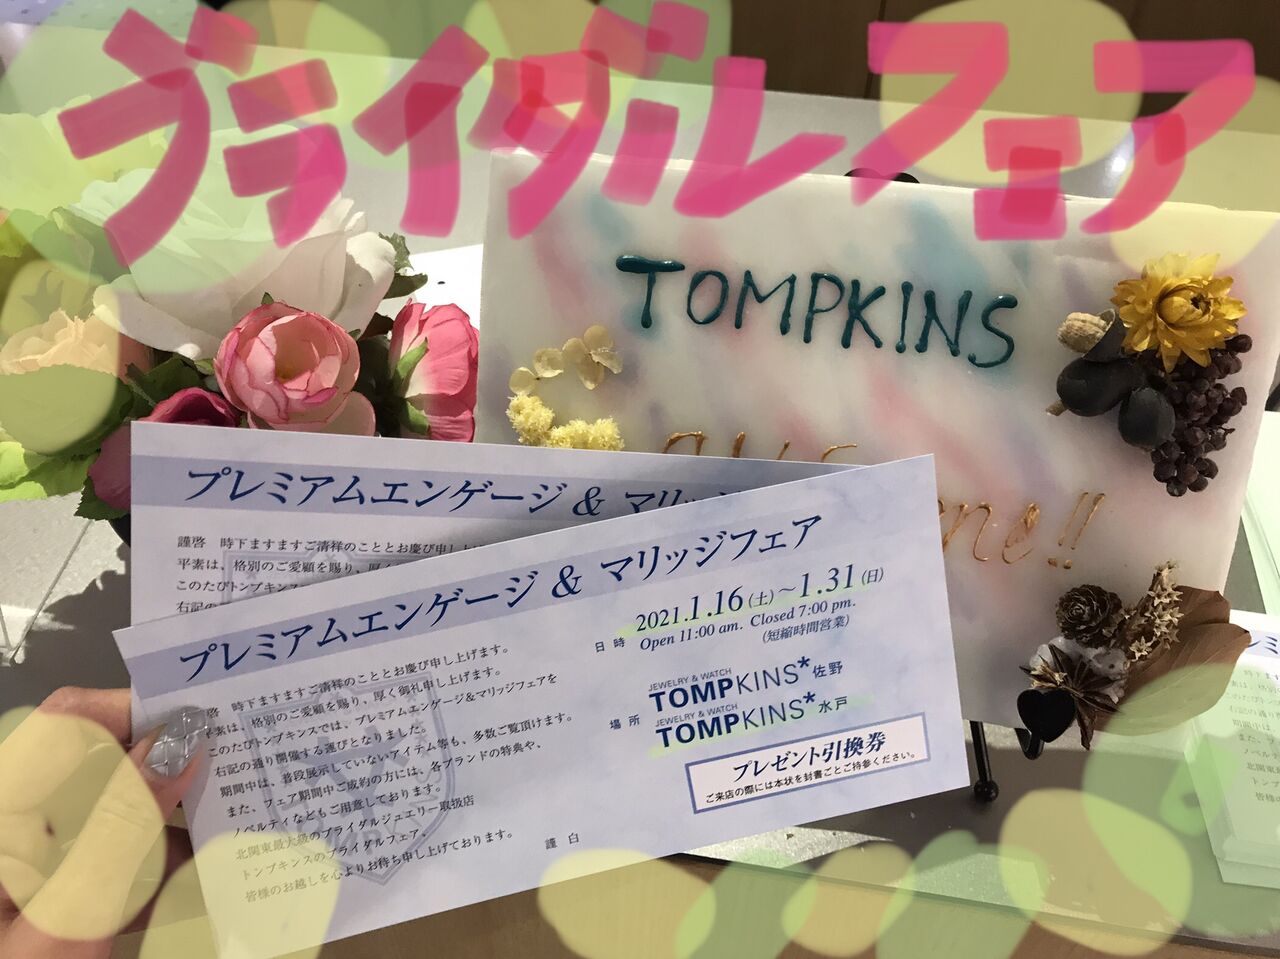 ブライダルフェア
TOMPKINS
プレミアムエンゲージ & マリッジ
謹啓　時下ますますご清祥のこととお慶び申し上
平素は、格別のご愛顧を賜り、厚く
このたびトンプキンス
右記の
プレミアムエンゲージ & マリッジフェア
啓　時下ますますご清祥のこととお慶び申し上げます。
平素は、格別のご愛顧を賜り、厚く御礼申し上げます。
このたびトンプキンスでは、プレミアムエンゲージ&マリッジフェアを
右記の通り開催する運びとなりました。
期間中は、普段展示していないアイテム等も、多数ご覧頂けます。
また、フェア期間中ご成約の方には、各ブランドの特典や、
ノベルティなどもご用意しております。
北関東最大級のブライダルジュエリー取扱店
トンプキンスのブライダルフェア、
皆様のお越しを心よりお待ち申し上げております。
謹白
日時 2021.1.16(土)〜1.31(日)
Open 11:00 am. Closed 7:00 pm.
(短縮時間営業)
場所
JEWELRY & WATCH
TOMPKINS* 佐野
JEWELRY & WATCH
TOMPKINS* 水戸
プレゼント引換券
ご来店の際には本状を封書ごとご持参ください。